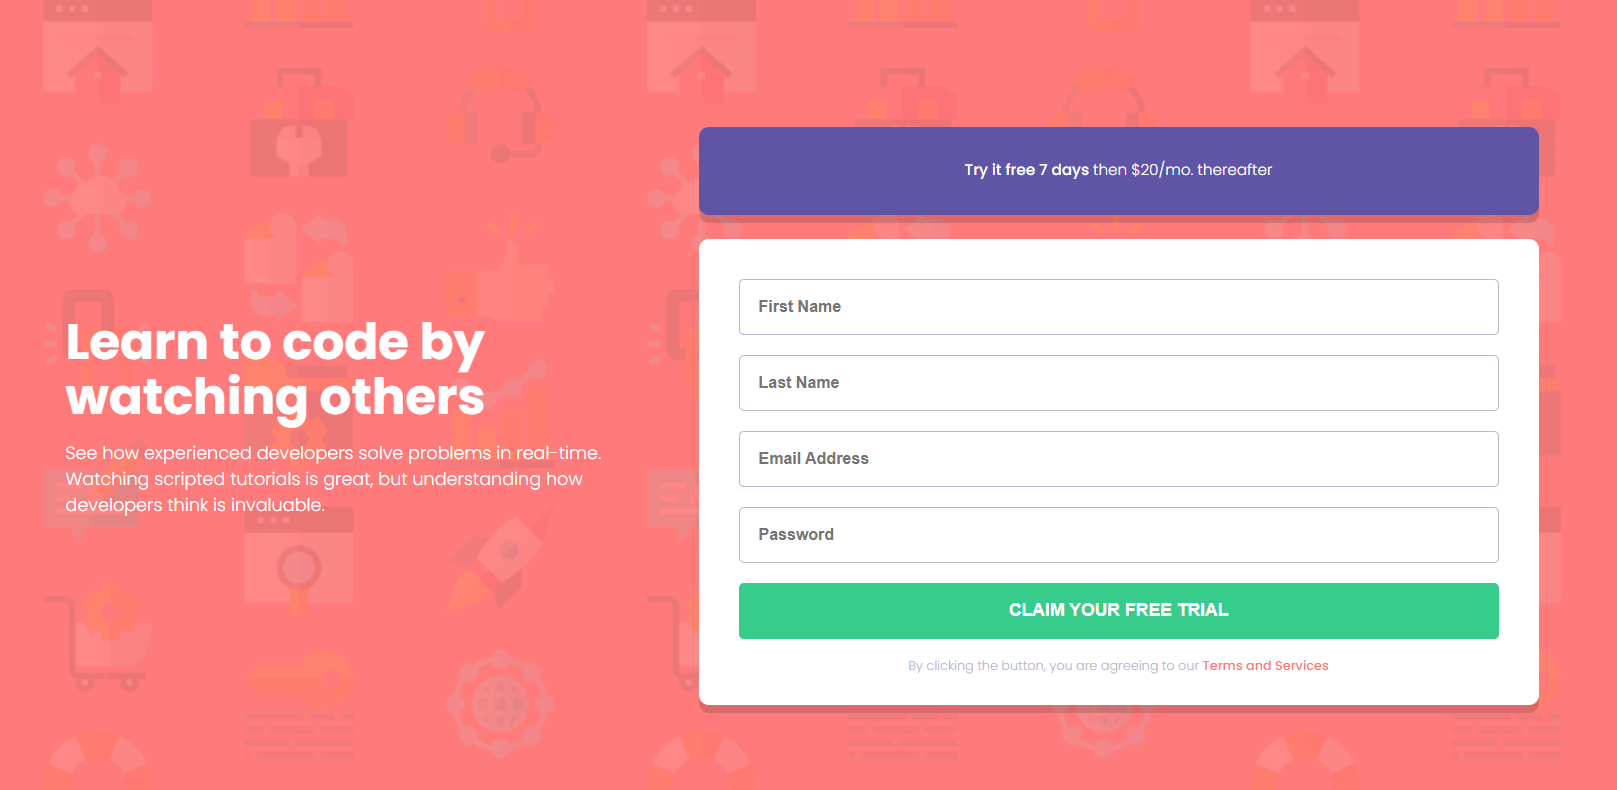 Learn to code by
watching others
See how experienced developers solve problems in real-time.
Watching scripted tutorials is great, but understanding how
developers think is invaluable.
Try it free 7 days then $20/mo. thereafter
First Name
Last Name
Email Address
Password
CLAIM YOUR FREE TRIAL
By clicking the button, you are agreeing to our Terms and Services